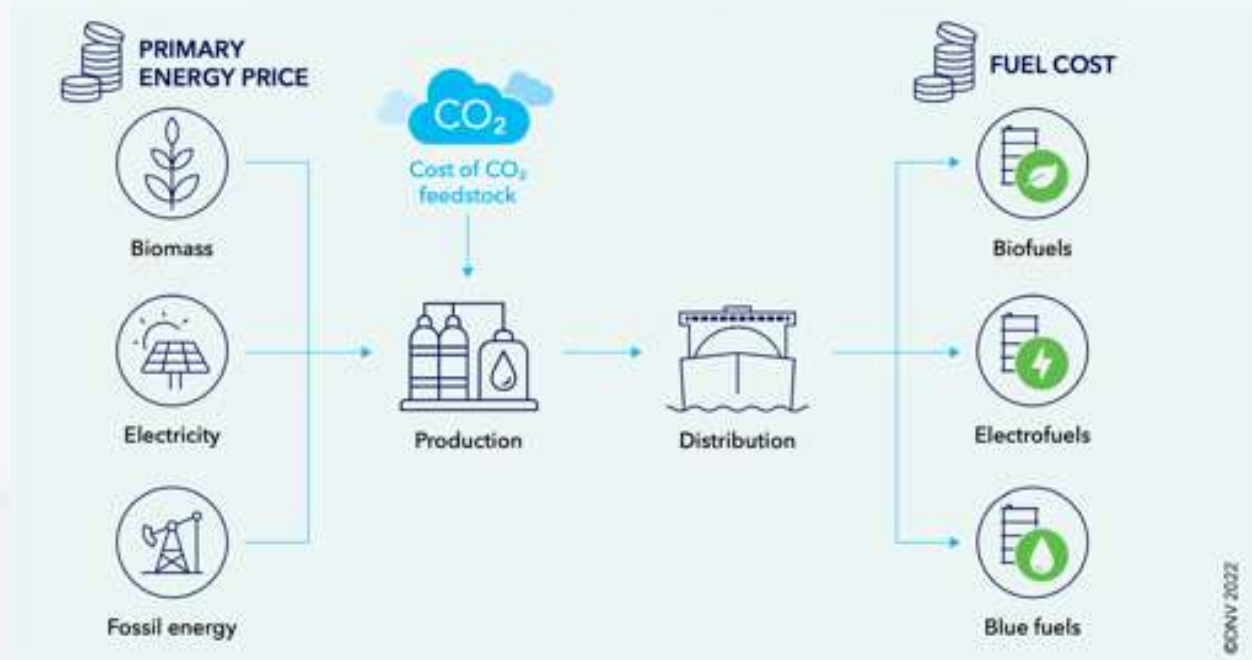 PRIMARY
ENERGY PRICE
FUEL COST
CO₂
Cost of CO₂
feedstock
Biomass
Biofuels
Electricity
Production
Distribution
Electrofuels
Fossil energy
Blue fuels
©DNV 2022